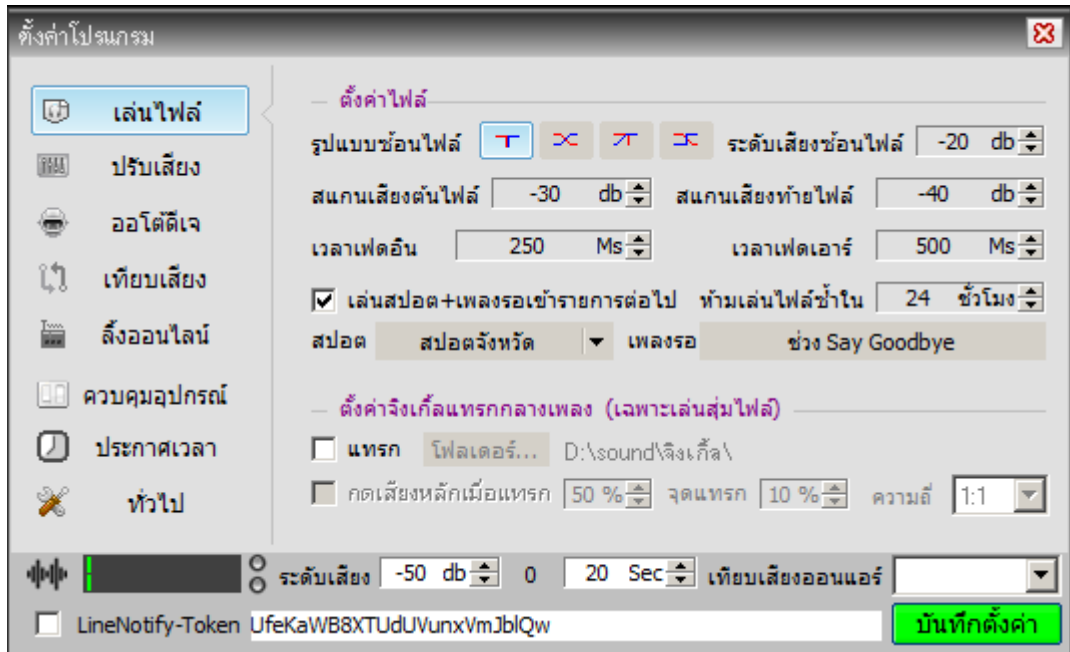 ตั้งค่าโปรแกรม
เล่นไฟล์
ปรับเสียง
ออโต้ดีเจ
เทียบเสียง
ลิ้งออนไลน์
ควบคุมอุปกรณ์
ประกาศเวลา
ทั่วไป
ตั้งค่าไฟล์
รูปแบบซ้อนไฟล์ ระดับเสียงซ้อนไฟล์ -20 db
สแกนเสียงต้นไฟล์ -30 db สแกนเสียงท้ายไฟล์ -40 db
เวลาเฟดอิน 250 Ms เวลาเฟดเอาร์ 500 Ms
เล่นสปอต+เพลงรอเข้ารายการต่อไป ห้ามเล่นไฟล์ซ้ำใน 24 ชั่วโมง
สปอต สปอตจังหวัด เพลงรอ ช่วง Say Goodbye
ตั้งค่าจิงเกิ้ลแทรกกลางเพลง (เฉพาะเล่นสุ่มไฟล์)
แทรก โฟลเดอร์... D:\sound\จิงเกิ้ล\
กดเสียงหลักเมื่อแทรก 50 % จุดแทรก 10 % ความถี่ 1:1
ระดับเสียง -50 db 0 20 Sec เทียบเสียงออนแอร์
LineNotify-Token UfeKaWB8XTUdUVunxVmJblQw
บันทึกตั้งค่า